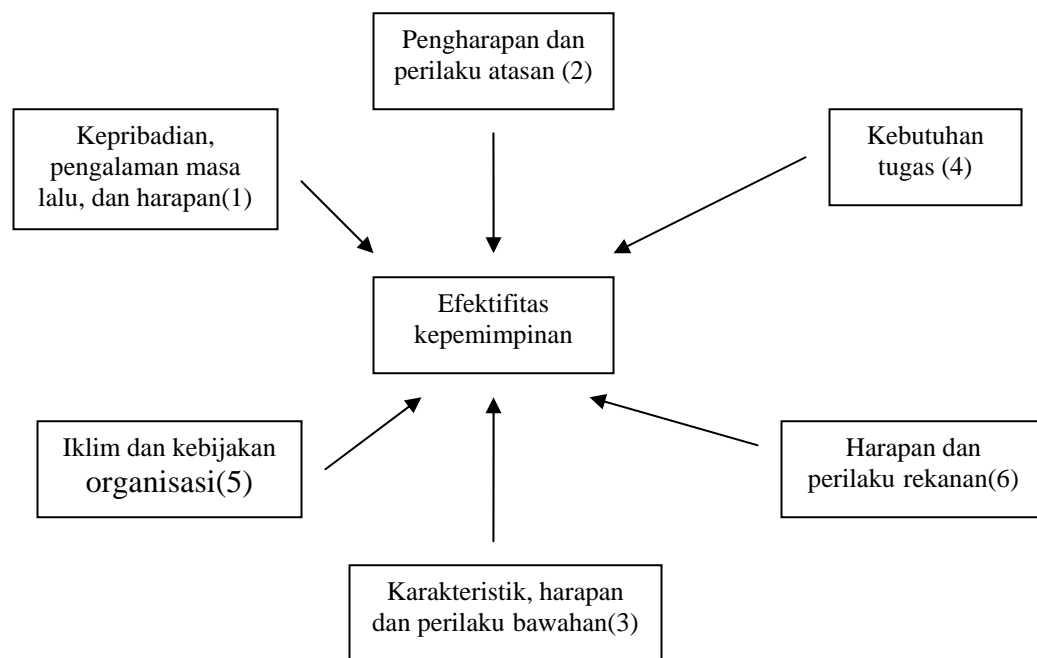 Pengharapan dan
perilaku atasan (2)
Kepribadian,
pengalaman masa
lalu, dan harapan(1)
Kebutuhan
tugas (4)
Efektifitas
kepemimpinan
Iklim dan kebijakan
organisasi(5)
Harapan dan
perilaku rekanan(6)
Karakteristik, harapan
dan perilaku bawahan(3)